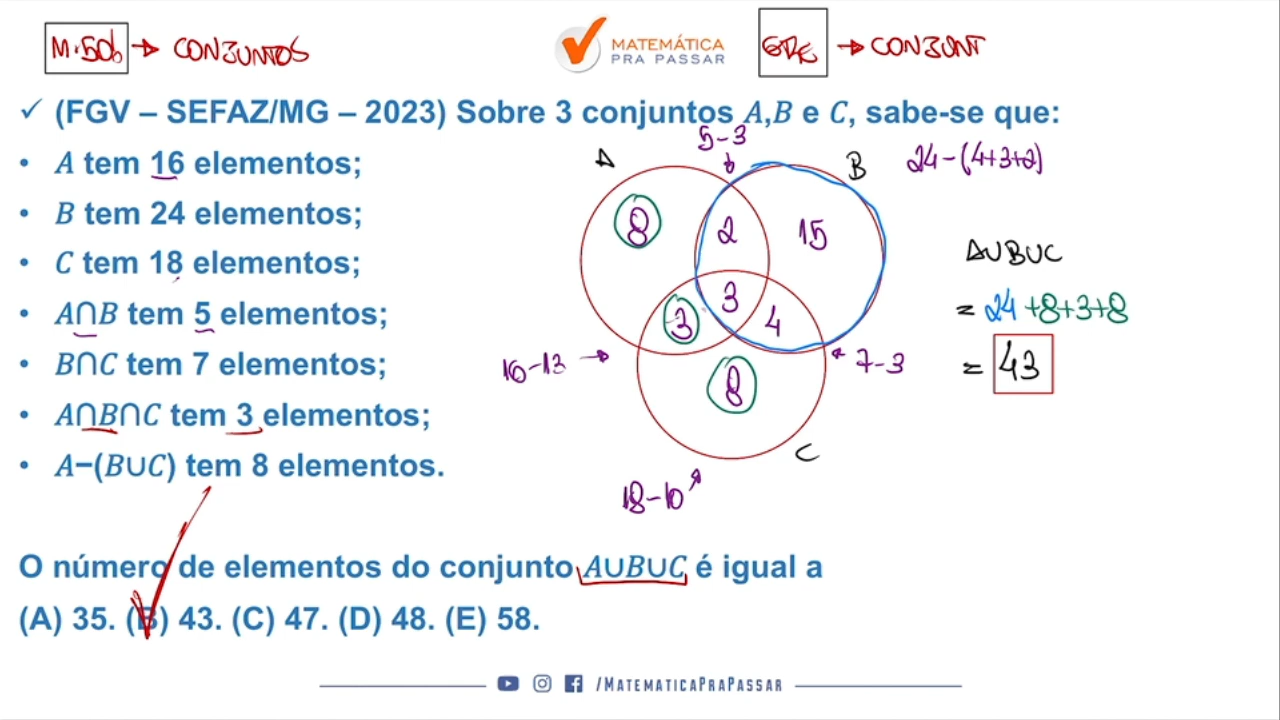 M.506 → CONJUNTOS
MATEMÁTICA
PRA PASSAR
→ CONJUNT
✓ (FGV – SEFAZ/MG – 2023) Sobre 3 conjuntos A,B e C, sabe-se que:
• A tem 16 elementos;
• B tem 24 elementos;
• C tem 18 elementos;
• A∩B tem 5 elementos;
• B∩C tem 7 elementos;
• A∩B∩C tem 3 elementos;
• A−(B∪C) tem 8 elementos.
5-3
A
B
24-(4+3+2)
8
2
15
3
3
4
16-13 →
7-3
8
C
18-10
A∪B∪C
= 24+8+3+8
= 43
O número de elementos do conjunto A∪B∪C é igual a
(A) 35. (B) 43. (C) 47. (D) 48. (E) 58.
/MatematicaPraPassar